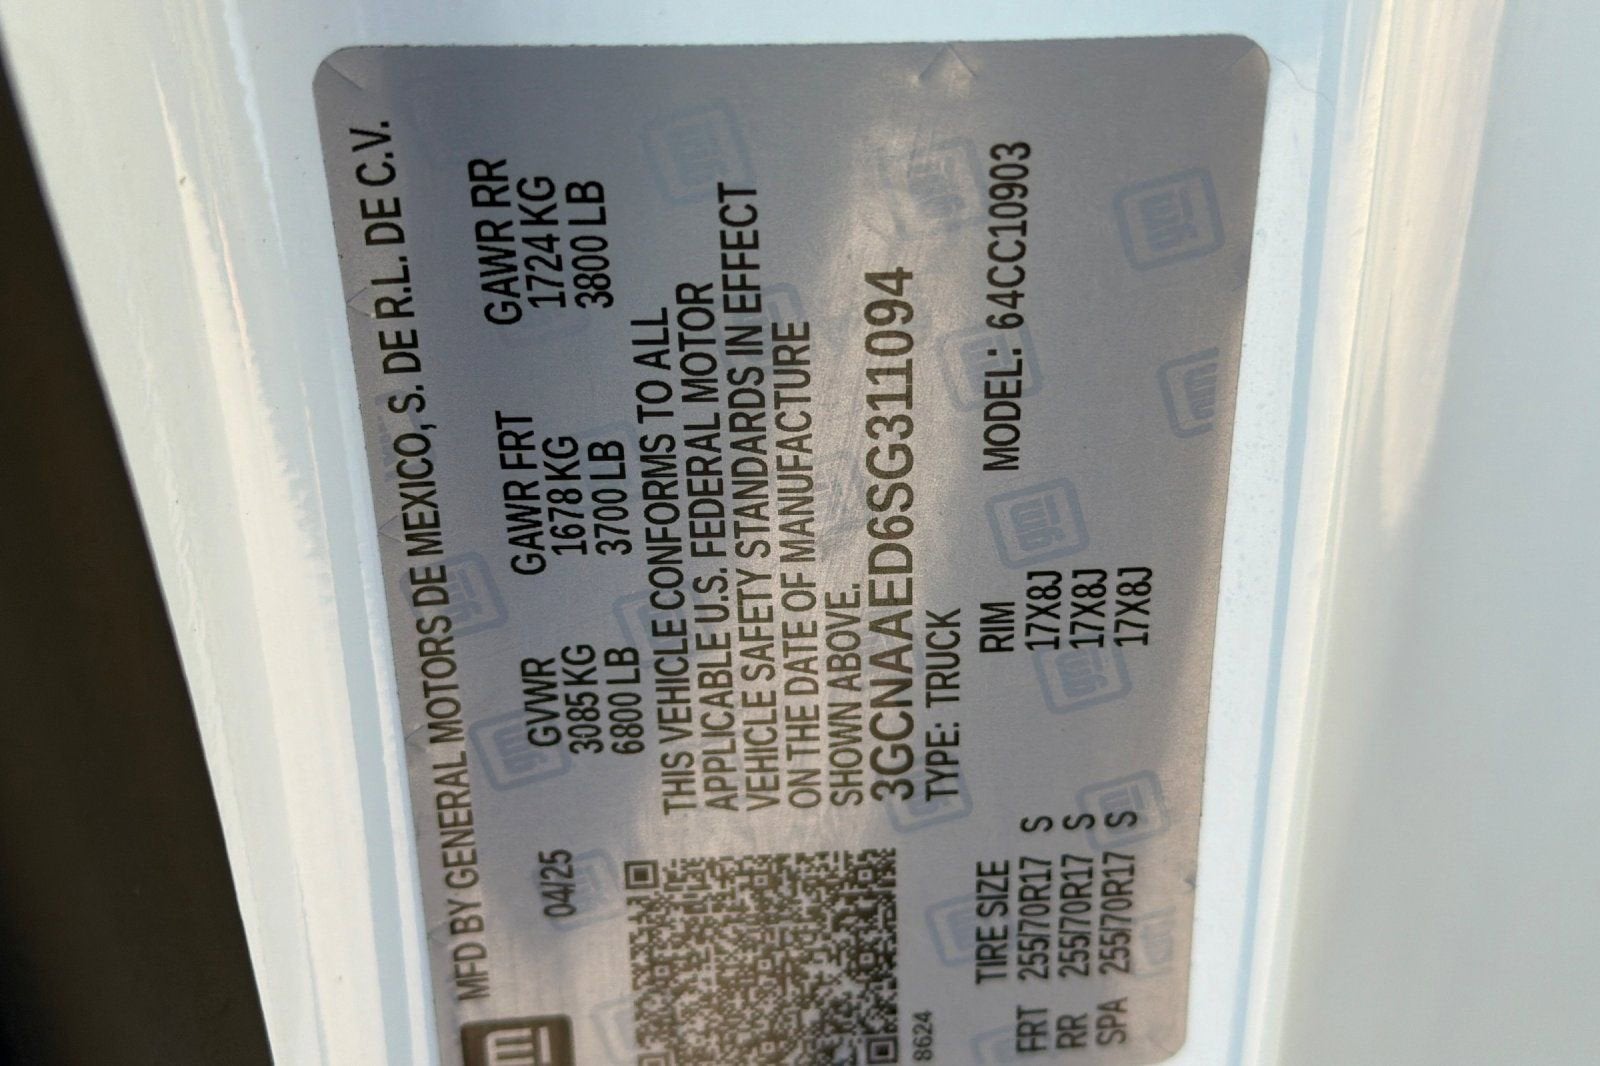 gm
MFD BY GENERAL MOTORS DE MEXICO, S. DE R.L. DE C.V.
04/25
GVWR GAWR FRT GAWR RR
3085 KG 1678 KG 1724 KG
6800 LB 3700 LB 3800 LB
THIS VEHICLE CONFORMS TO ALL
APPLICABLE U.S. FEDERAL MOTOR
VEHICLE SAFETY STANDARDS IN EFFECT
ON THE DATE OF MANUFACTURE
SHOWN ABOVE.
3GCNAAED6SG311094
TYPE: TRUCK
8624
MODEL: 64CC10903
TIRE SIZE RIM
FRT 255/70R17 S 17X8J
RR 255/70R17 S 17X8J
SPA 255/70R17 S 17X8J